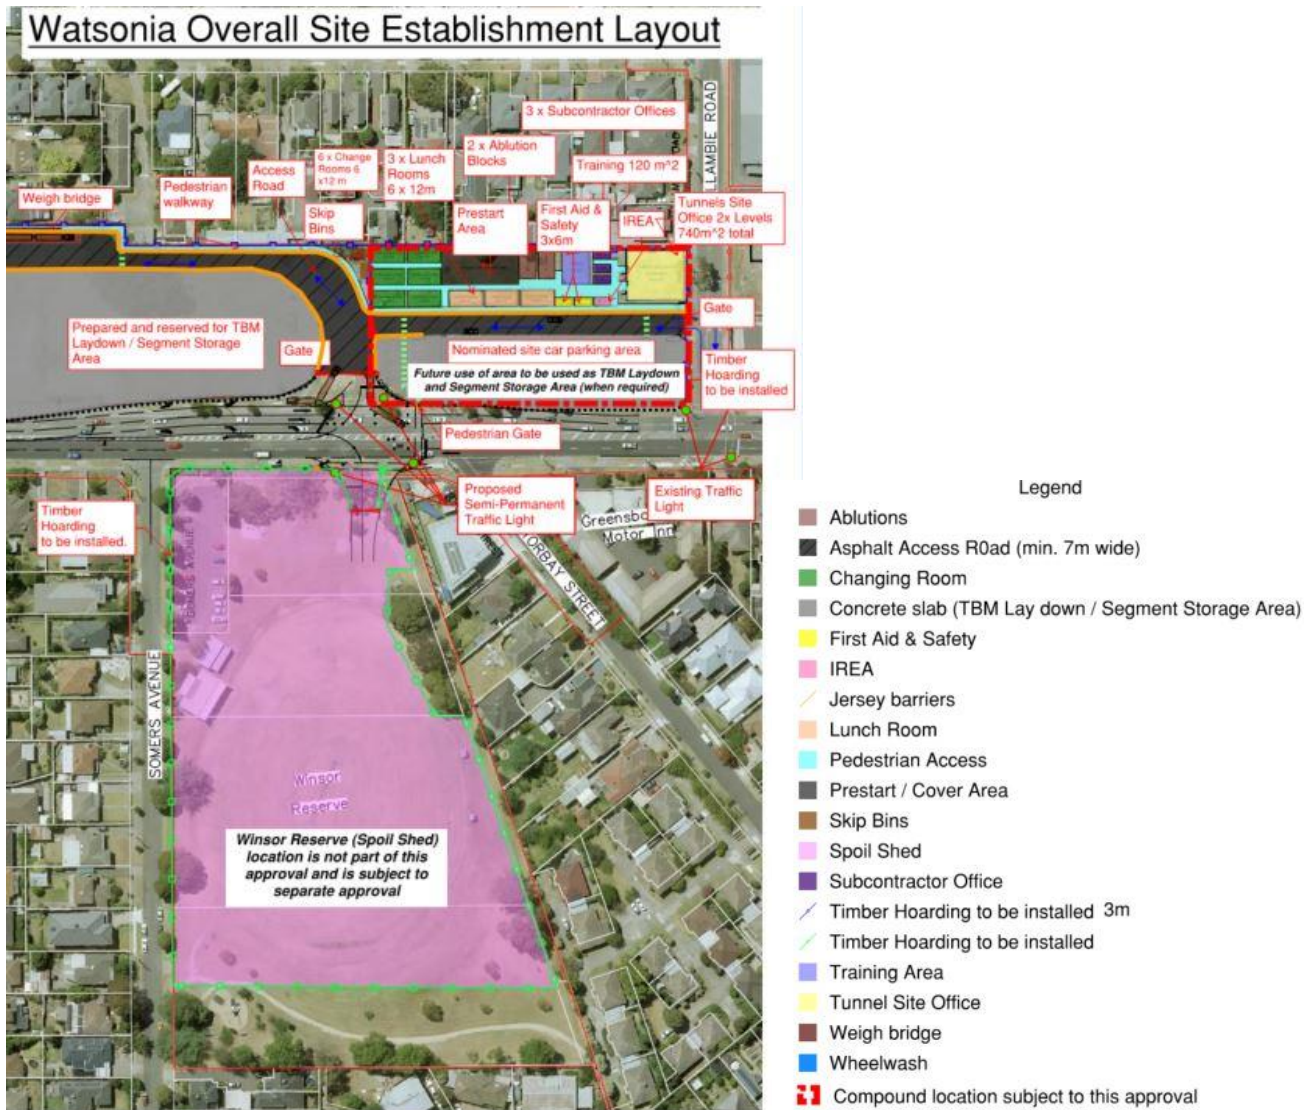 Watsonia Overall Site Establishment Layout
LLAMBIE ROAD
3 x Subcontractor Offices
2 x Ablution
Blocks
6 x Change
Rooms 6
x12 m
3 x Lunch
Rooms
6 x 12m
Training 120 m^2
Access
Road
Pedestrian
walkway
Weigh bridge
Skip
Bins
Prestart
Area
First Aid &
Safety
3x6m
IREA
Tunnels Site
Office 2x Levels
740m^2 total
Gate
Prepared and reserved for TBM
Laydown / Segment Storage
Area
Gate
Nominated site car parking area
Future use of area to be used as TBM Laydown
and Segment Storage Area (when required)
Timber
Hoarding
to be installed
Pedestrian Gate
Proposed
Semi-Permanent
Traffic Light
Existing Traffic
Light
Timber
Hoarding
to be installed.
Greensbo
Motor Inn
TORBAY STREET
SOMERS AVENUE
SOMERS AVENUE
Winsor
Reserve
Winsor Reserve (Spoil Shed)
location is not part of this
approval and is subject to
separate approval
Legend
Ablutions
Asphalt Access R0ad (min. 7m wide)
Changing Room
Concrete slab (TBM Lay down / Segment Storage Area)
First Aid & Safety
IREA
Jersey barriers
Lunch Room
Pedestrian Access
Prestart / Cover Area
Skip Bins
Spoil Shed
Subcontractor Office
Timber Hoarding to be installed 3m
Timber Hoarding to be installed
Training Area
Tunnel Site Office
Weigh bridge
Wheelwash
Compound location subject to this approval